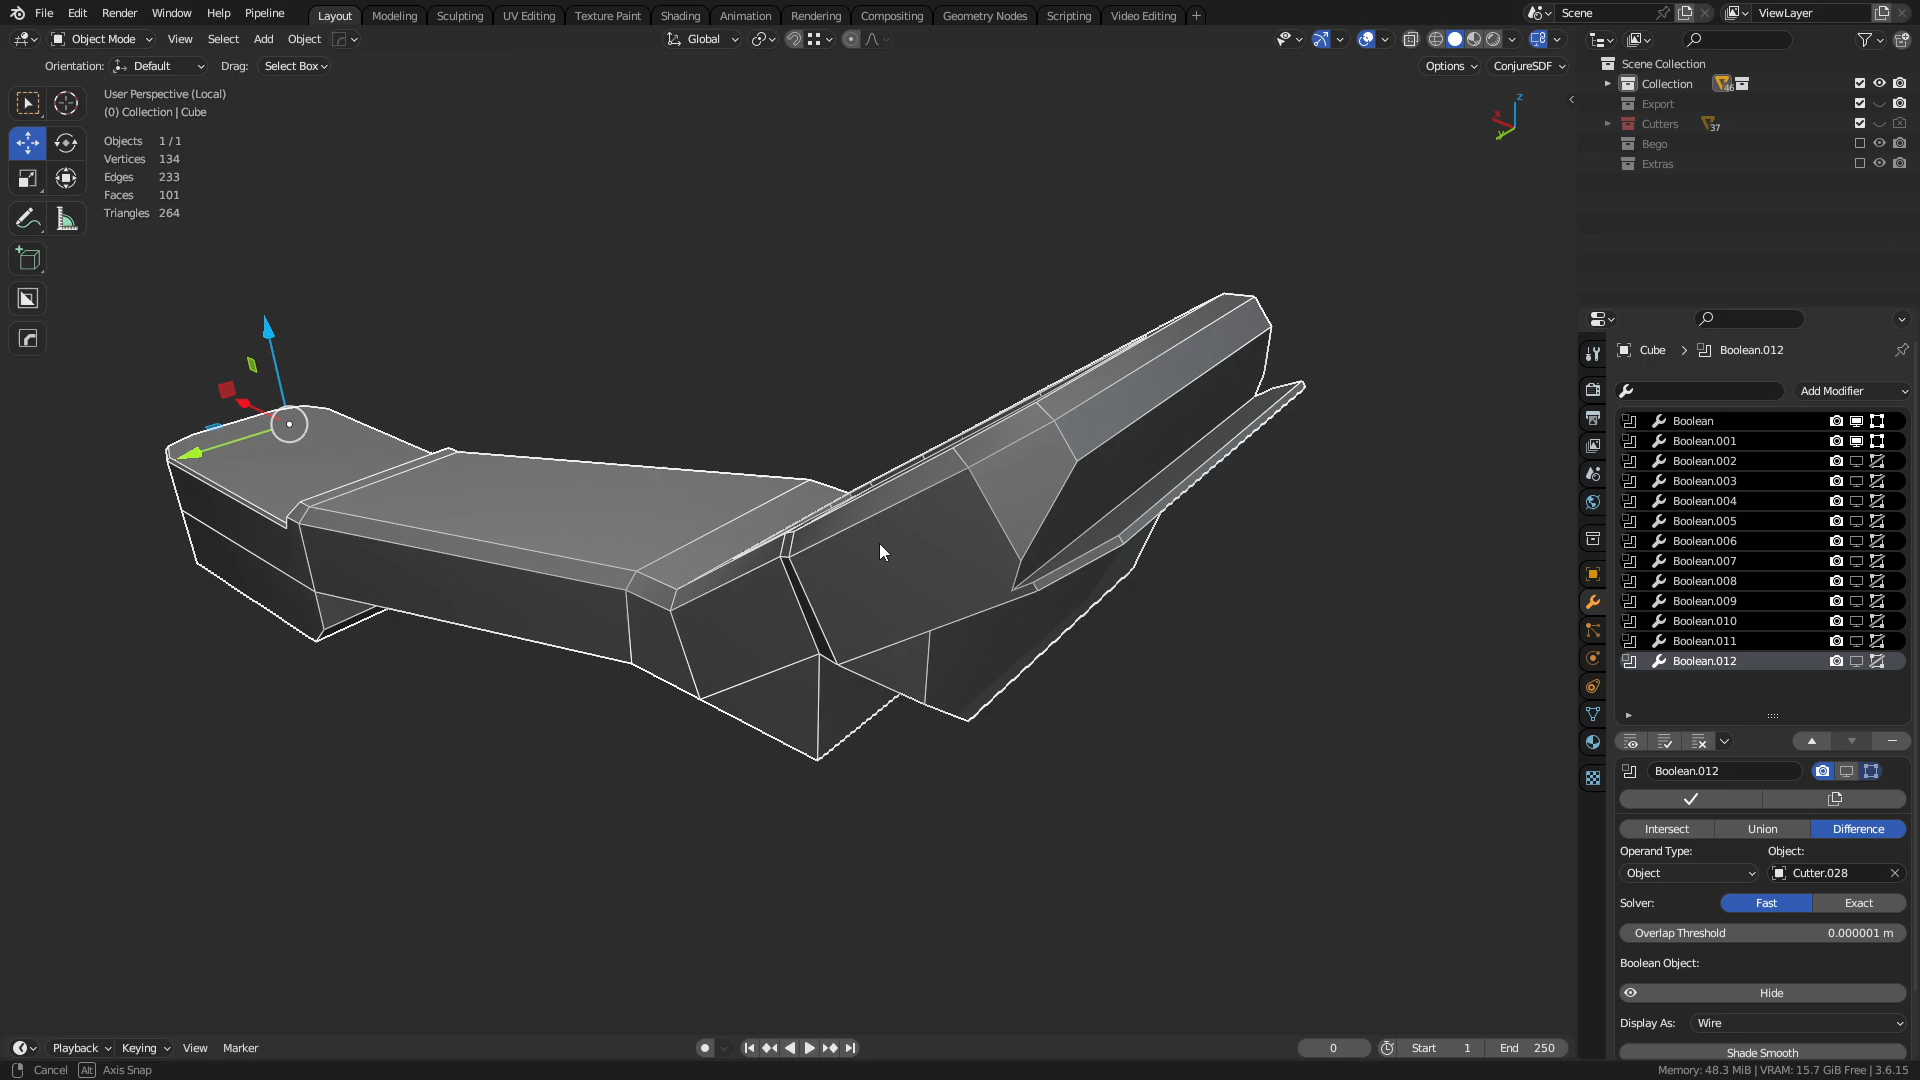 File Edit Render Window Help Pipeline
Layout Modeling Sculpting UV Editing Texture Paint Shading Animation Rendering Compositing Geometry Nodes Scripting Video Editing +
Scene ViewLayer
Object Mode View Select Add Object Global
Orientation: Default Drag: Select Box Options ConjureSDF
User Perspective (Local)
(0) Collection | Cube
Objects 1/1
Vertices 134
Edges 233
Faces 101
Triangles 264
Z
X
Y
Scene Collection
Collection 46
Export
Cutters 37
Bego
Extras
Cube > Boolean.012
Add Modifier
Boolean
Boolean.001
Boolean.002
Boolean.003
Boolean.004
Boolean.005
Boolean.006
Boolean.007
Boolean.008
Boolean.009
Boolean.010
Boolean.011
Boolean.012
Boolean.012
Intersect Union Difference
Operand Type: Object:
Object Cutter.028
Solver: Fast Exact
Overlap Threshold 0.000001 m
Boolean Object:
Hide
Display As: Wire
Shade Smooth
Playback Keying View Marker
0 Start 1 End 250
Cancel Alt Axis Snap
Memory: 48.3 MiB | VRAM: 15.7 GiB Free | 3.6.15